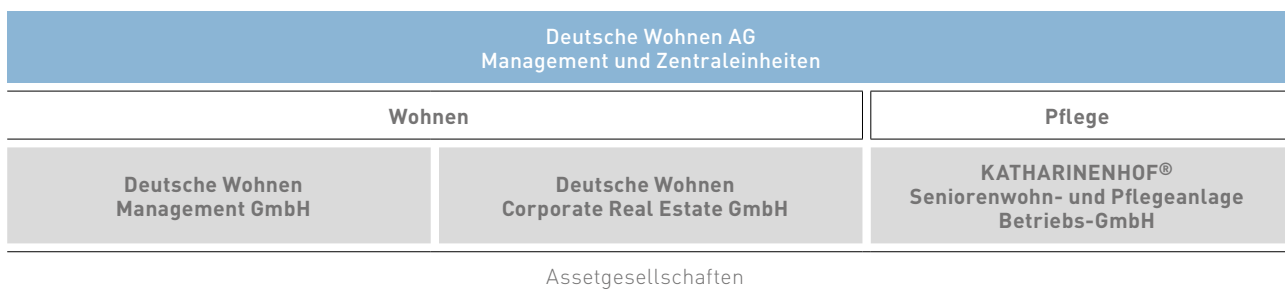 Deutsche Wohnen AG
Management und Zentraleinheiten
Wohnen
Pflege
Deutsche Wohnen
Management GmbH
Deutsche Wohnen
Corporate Real Estate GmbH
KATHARINENHOF®
Seniorenwohn- und Pflegeanlage
Betriebs-GmbH
Assetgesellschaften